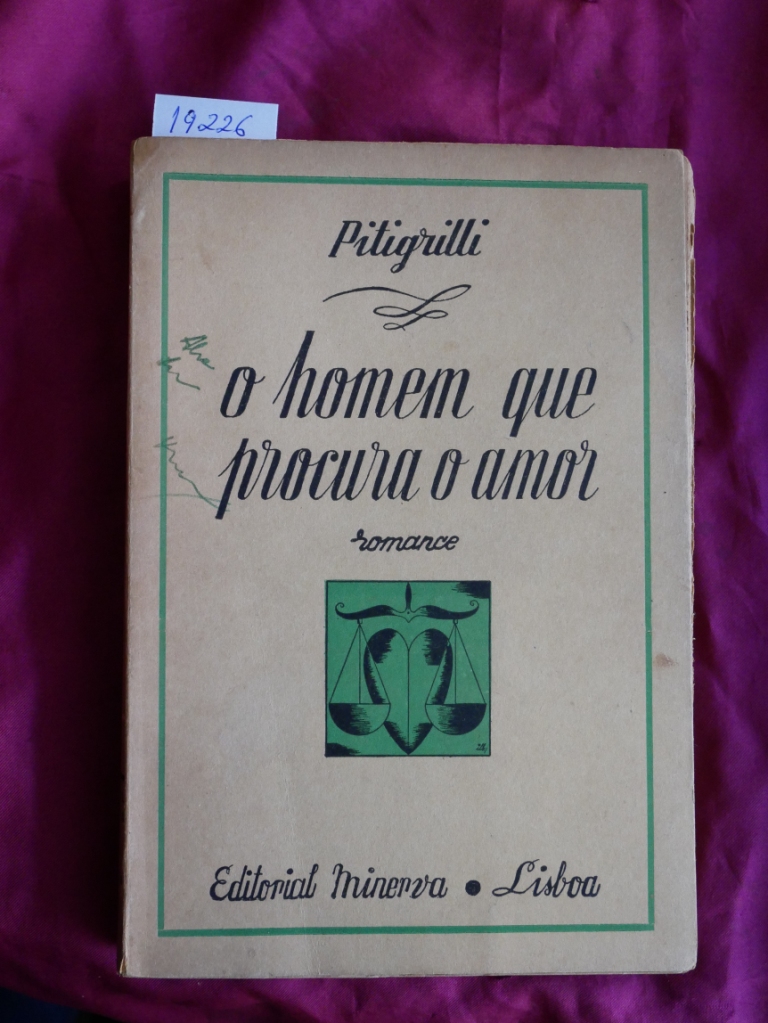 19226
Pitigrilli
o homem que
procura o amor
romance
Editorial Minerva • Lisboa